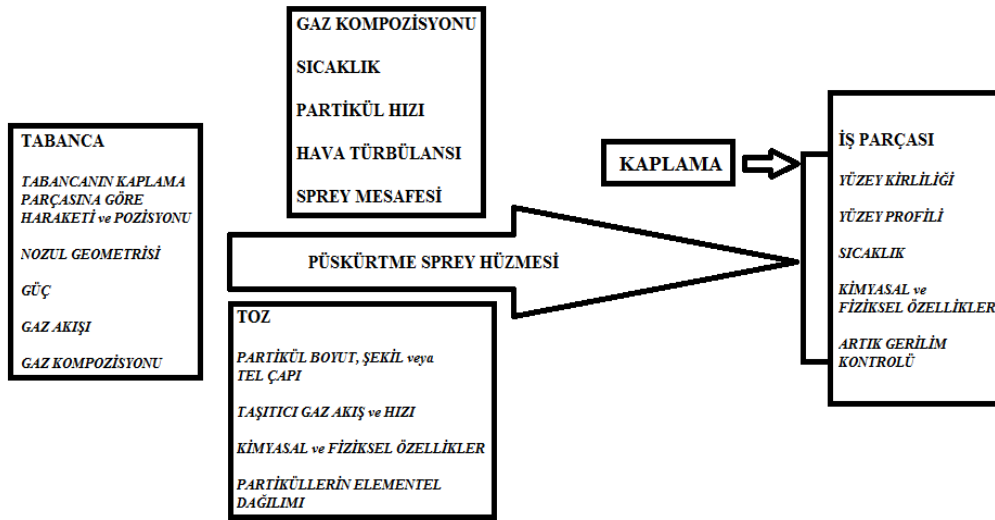 TABANCA
TABANCANIN KAPLAMA
PARÇASINA GÖRE
HARAKETİ ve POZİSYONU
NOZUL GEOMETRİSİ
GÜÇ
GAZ AKIŞI
GAZ KOMPOZİSYONU
GAZ KOMPOZİSYONU
SICAKLIK
PARTİKÜL HIZI
HAVA TÜRBÜLANSI
SPREY MESAFESİ
PÜSKÜRTME SPREY HÜZMESİ
TOZ
PARTİKÜL BOYUT, ŞEKİL veya
TEL ÇAPI
TAŞITICI GAZ AKIŞ ve HIZI
KİMYASAL ve FİZİKSEL ÖZELLİKLER
PARTİKÜLLERİN ELEMENTEL
DAĞILIMI
KAPLAMA
İŞ PARÇASI
YÜZEY KİRLİLİĞİ
YÜZEY PROFİLİ
SICAKLIK
KİMYASAL ve
FİZİKSEL ÖZELLİKLER
ARTIK GERİLİM
KONTROLÜ